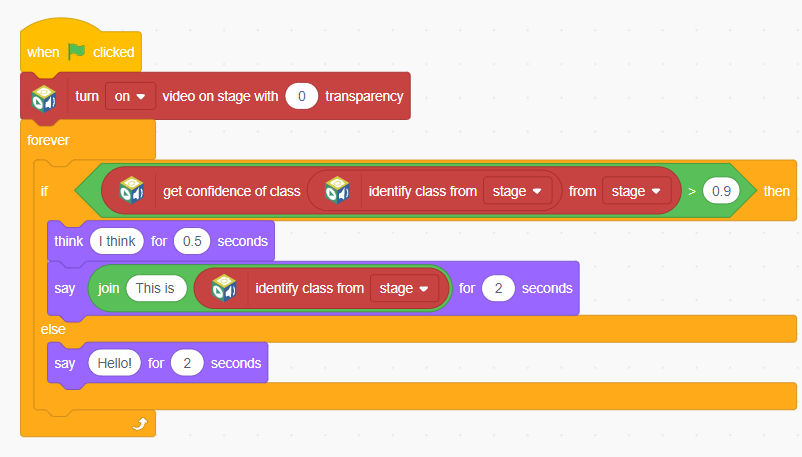 when clicked
turn on video on stage with 0 transparency
forever
if get confidence of class identify class from stage from stage > 0.9 then
think I think for 0.5 seconds
say join This is identify class from stage for 2 seconds
else
say Hello! for 2 seconds